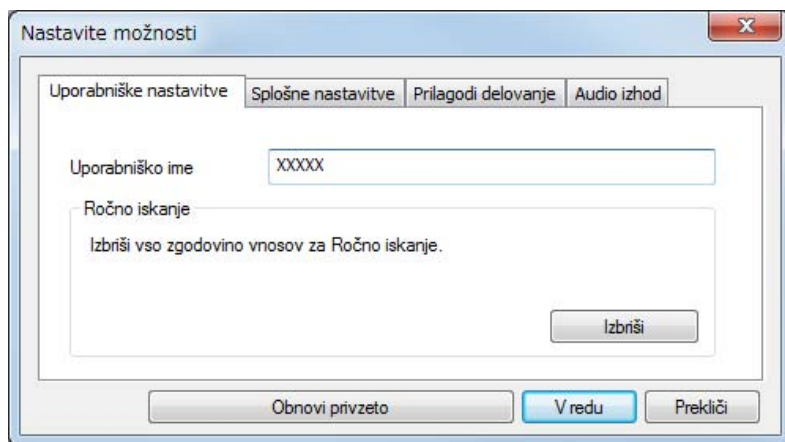 Nastavite možnosti
Uporabniške nastavitve Splošne nastavitve Prilagodi delovanje Audio izhod
Uporabniško ime XXXXX
Ročno iskanje
Izbriši vso zgodovino vnosov za Ročno iskanje.
Izbriši
Obnovi privzeto V redu Prekliči